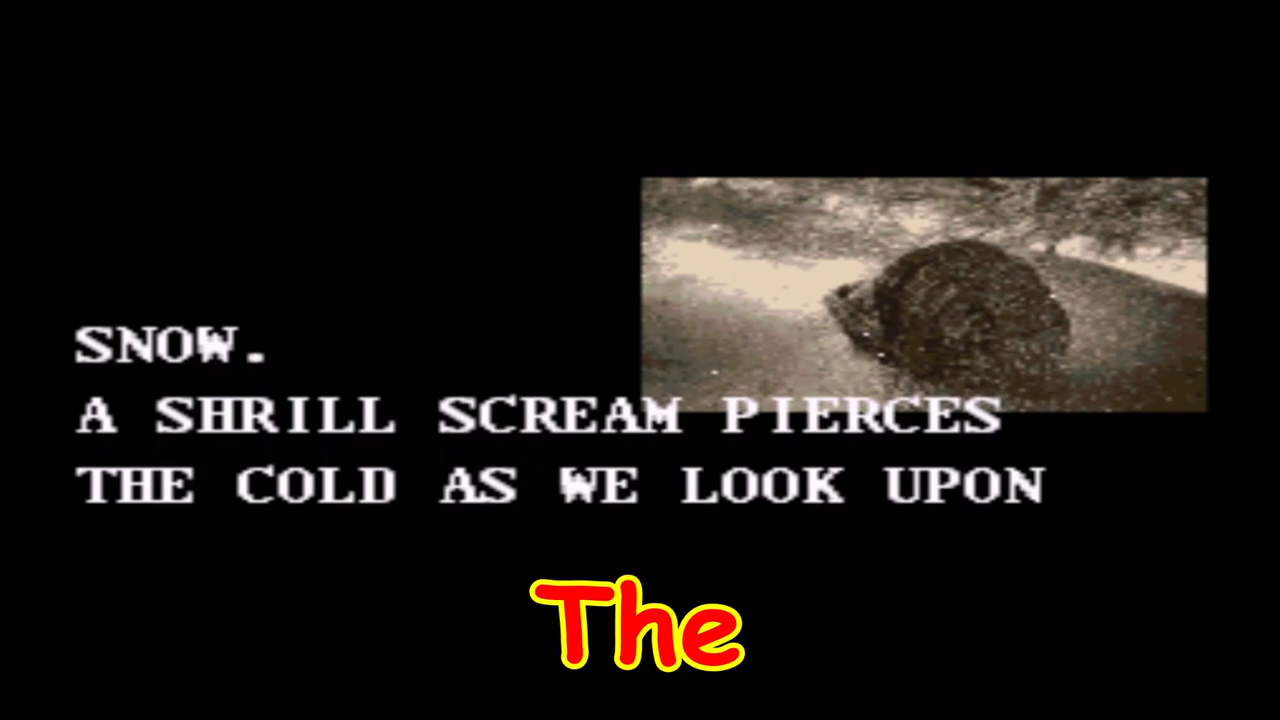 SNOW.
A SHRILL SCREAM PIERCES
THE COLD AS WE LOOK UPON
The